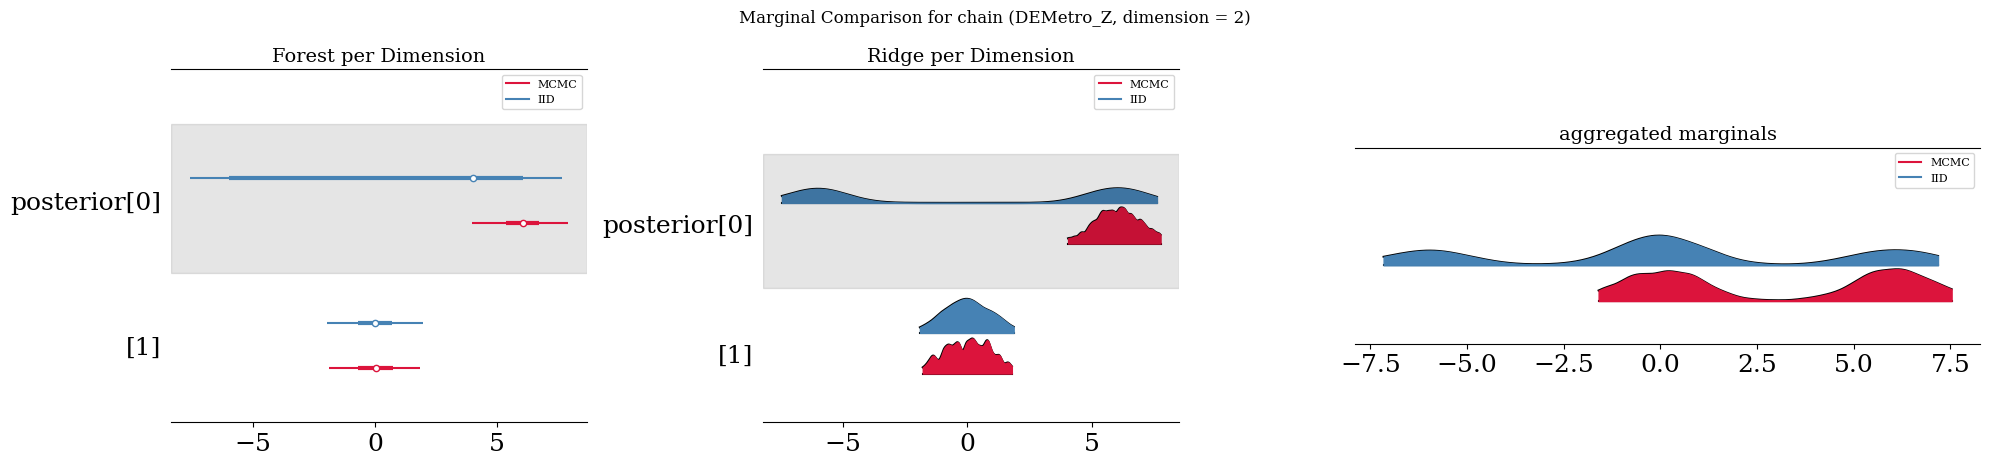 Marginal Comparison for chain (DEMetro_Z, dimension = 2)
Forest per Dimension
MCMC
IID
posterior[0]
[1]
−5 0 5
Ridge per Dimension
MCMC
IID
posterior[0]
[1]
−5 0 5
aggregated marginals
MCMC
IID
−7.5 −5.0 −2.5 0.0 2.5 5.0 7.5